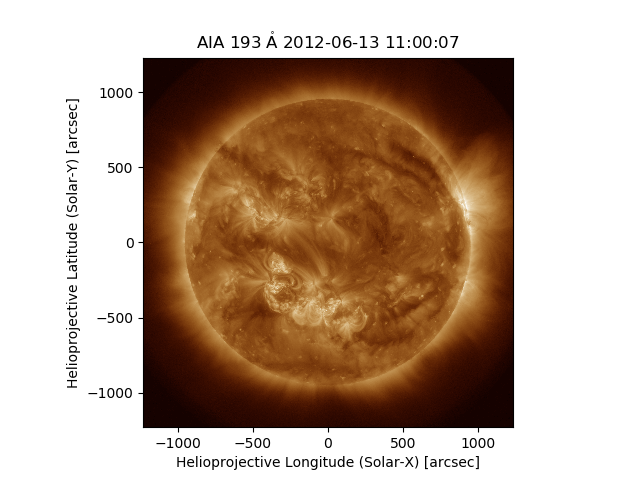 AIA 193 Å 2012-06-13 11:00:07
1000
500
0
−500
−1000
Helioprojective Latitude (Solar-Y) [arcsec]
−1000 −500 0 500 1000
Helioprojective Longitude (Solar-X) [arcsec]